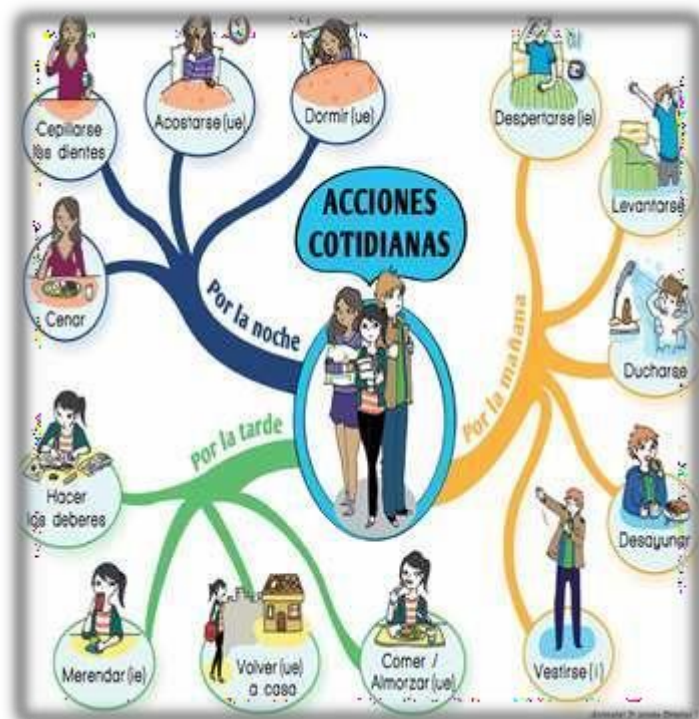 ACCIONES
COTIDIANAS
Por la mañana
Despertarse (ie)
Levantarse
Ducharse
Desayunar
Vestirse (i)
Por la tarde
Comer /
Almorzar (ue)
Volver (ue)
a casa
Merendar (ie)
Hacer
los deberes
Por la noche
Cenar
Cepillarse
los dientes
Acostarse (ue)
Dormir (ue)